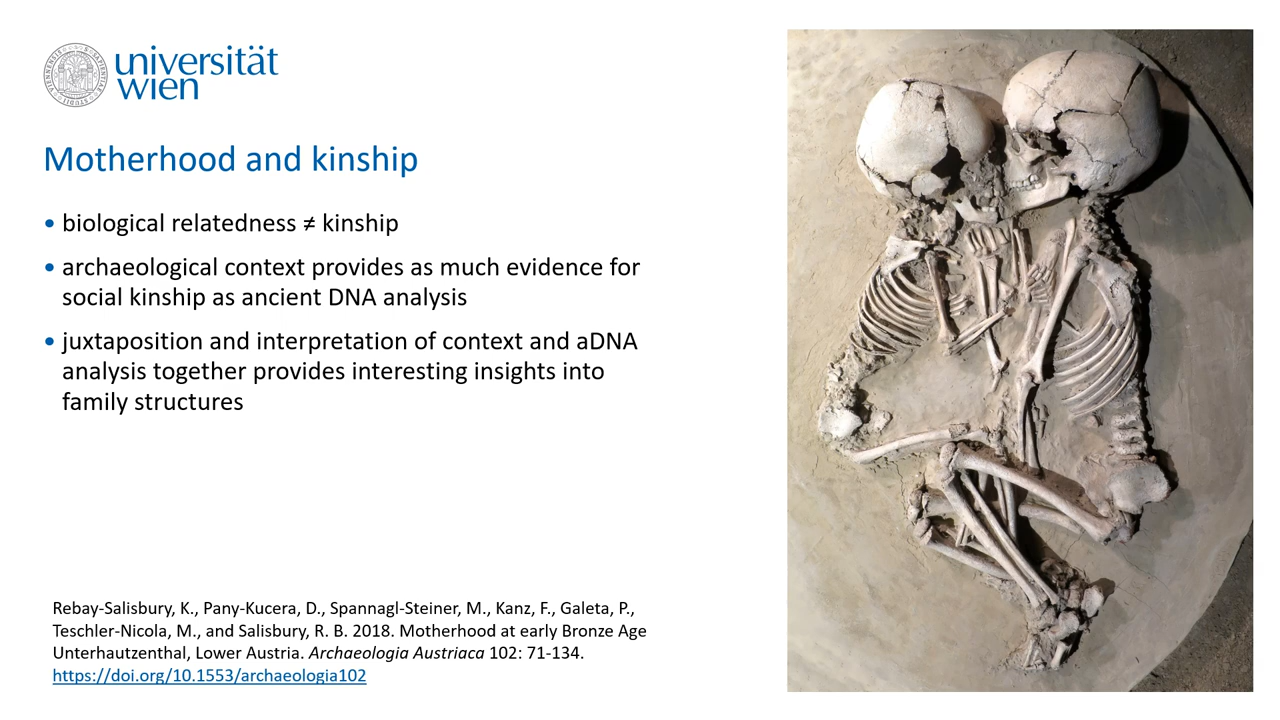 universität
wien
Motherhood and kinship
• biological relatedness ≠ kinship
• archaeological context provides as much evidence for
social kinship as ancient DNA analysis
• juxtaposition and interpretation of context and aDNA
analysis together provides interesting insights into
family structures
Rebay-Salisbury, K., Pany-Kucera, D., Spannagl-Steiner, M., Kanz, F., Galeta, P.,
Teschler-Nicola, M., and Salisbury, R. B. 2018. Motherhood at early Bronze Age
Unterhautzenthal, Lower Austria. Archaeologia Austriaca 102: 71-134.
https://doi.org/10.1553/archaeologia102